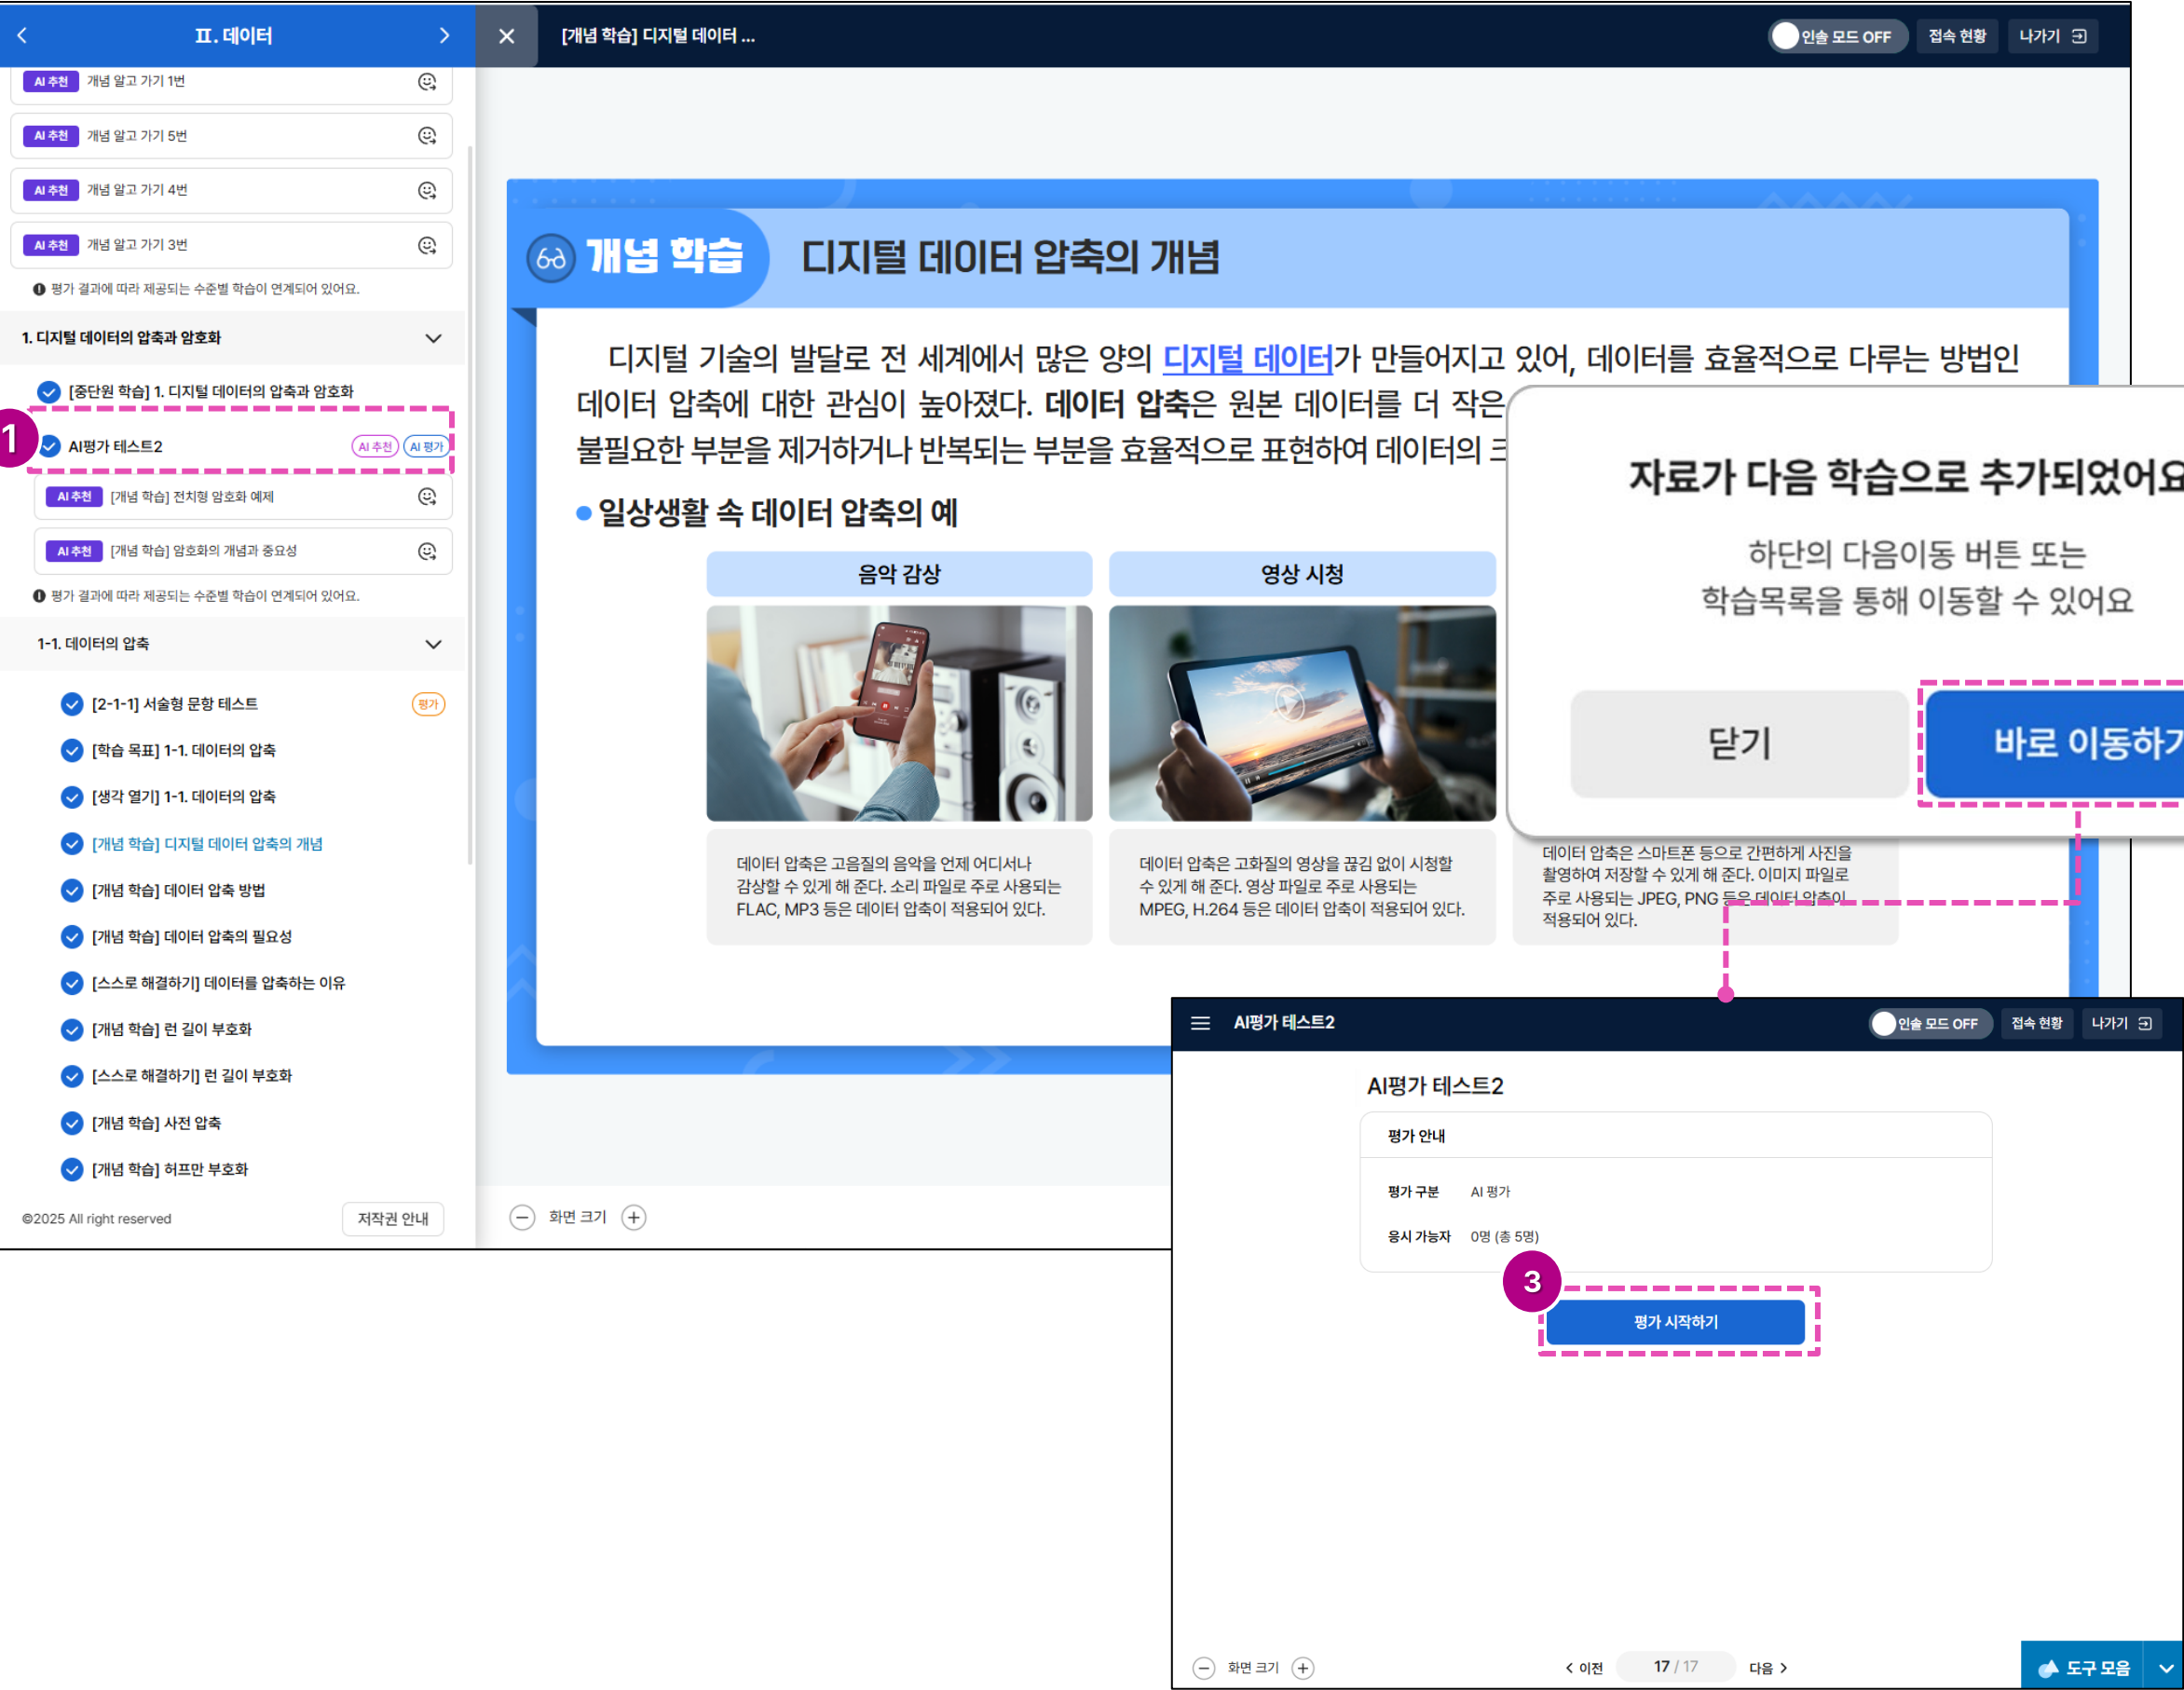 Ⅱ. 데이터
[개념 학습] 디지털 데이터 ...
인솔 모드 OFF
접속 현황
나가기
AI 추천 개념 알고 가기 1번
AI 추천 개념 알고 가기 5번
AI 추천 개념 알고 가기 4번
AI 추천 개념 알고 가기 3번
평가 결과에 따라 제공되는 수준별 학습이 연계되어 있어요.
1. 디지털 데이터의 압축과 암호화
[중단원 학습] 1. 디지털 데이터의 압축과 암호화
1
AI평가 테스트2 AI 추천 AI 평가
AI 추천 [개념 학습] 전치형 암호화 예제
AI 추천 [개념 학습] 암호화의 개념과 중요성
평가 결과에 따라 제공되는 수준별 학습이 연계되어 있어요.
1-1. 데이터의 압축
[2-1-1] 서술형 문항 테스트 평가
[학습 목표] 1-1. 데이터의 압축
[생각 열기] 1-1. 데이터의 압축
[개념 학습] 디지털 데이터 압축의 개념
[개념 학습] 데이터 압축 방법
[개념 학습] 데이터 압축의 필요성
[스스로 해결하기] 데이터를 압축하는 이유
[개념 학습] 런 길이 부호화
[스스로 해결하기] 런 길이 부호화
[개념 학습] 사전 압축
[개념 학습] 허프만 부호화
©2025 All right reserved
저작권 안내
개념 학습 디지털 데이터 압축의 개념
디지털 기술의 발달로 전 세계에서 많은 양의 디지털 데이터가 만들어지고 있어, 데이터를 효율적으로 다루는 방법인
데이터 압축에 대한 관심이 높아졌다. 데이터 압축은 원본 데이터를 더 작은
불필요한 부분을 제거하거나 반복되는 부분을 효율적으로 표현하여 데이터의
일상생활 속 데이터 압축의 예
음악 감상
영상 시청
데이터 압축은 고음질의 음악을 언제 어디서나
감상할 수 있게 해 준다. 소리 파일로 주로 사용되는
FLAC, MP3 등은 데이터 압축이 적용되어 있다.
데이터 압축은 고화질의 영상을 끊김 없이 시청할
수 있게 해 준다. 영상 파일로 주로 사용되는
MPEG, H.264 등은 데이터 압축이 적용되어 있다.
데이터 압축은 스마트폰 등으로 간편하게 사진을
촬영하여 저장할 수 있게 해 준다. 이미지 파일로
주로 사용되는 JPEG, PNG 등은 데이터 압축이
적용되어 있다.
자료가 다음 학습으로 추가되었어요
하단의 다음이동 버튼 또는
학습목록을 통해 이동할 수 있어요
닫기
바로 이동하기
화면 크기
AI평가 테스트2
인솔 모드 OFF
접속 현황
나가기
AI평가 테스트2
평가 안내
평가 구분 AI 평가
응시 가능자 0명 (총 5명)
3
평가 시작하기
화면 크기
이전
17 / 17
다음
도구 모음